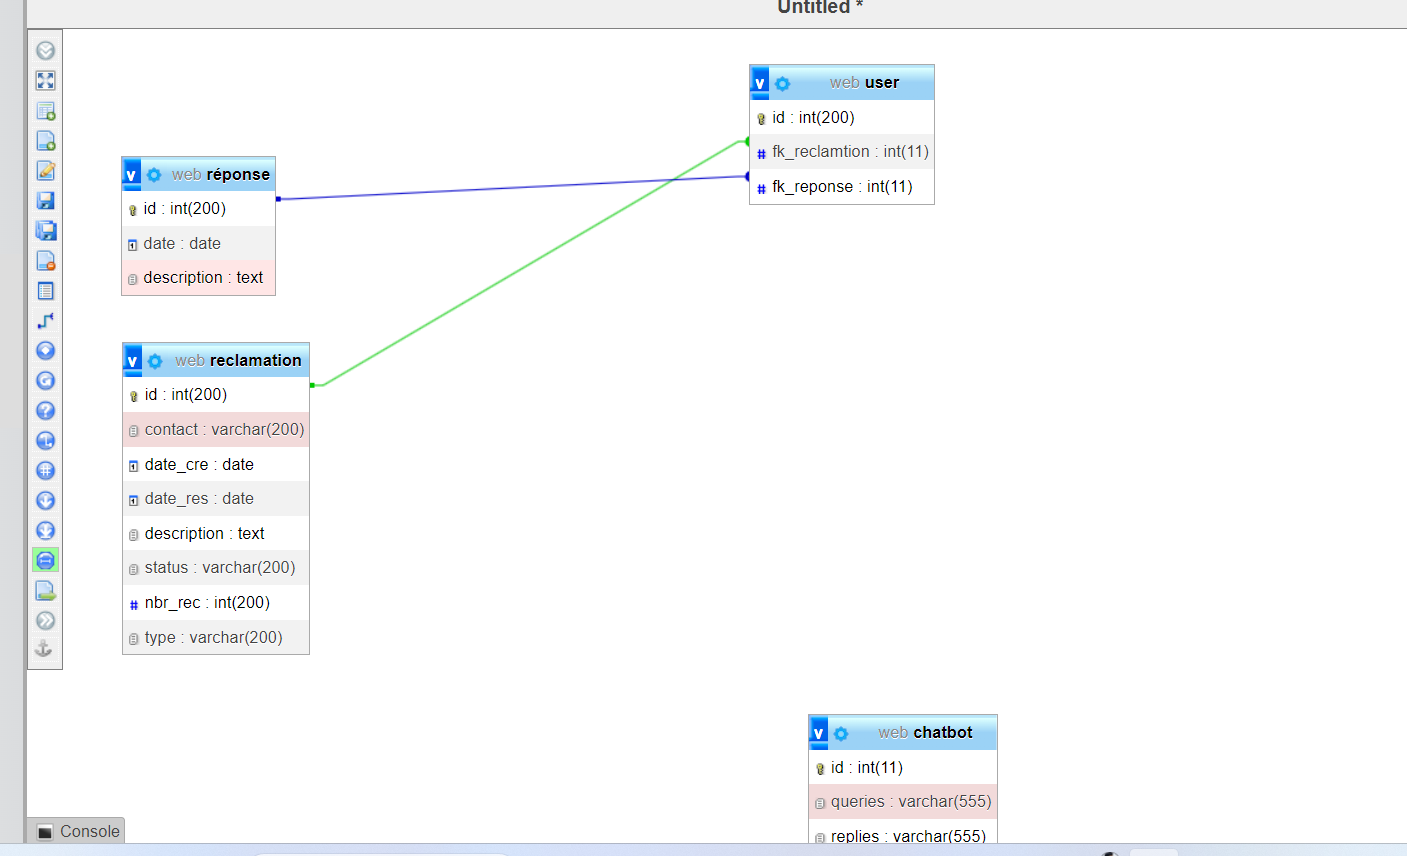 Untitled *
web user
id : int(200)
fk_reclamtion : int(11)
fk_reponse : int(11)
web réponse
id : int(200)
date : date
description : text
web reclamation
id : int(200)
contact : varchar(200)
date_cre : date
date_res : date
description : text
status : varchar(200)
nbr_rec : int(200)
type : varchar(200)
web chatbot
id : int(11)
queries : varchar(555)
replies : varchar(555)
Console